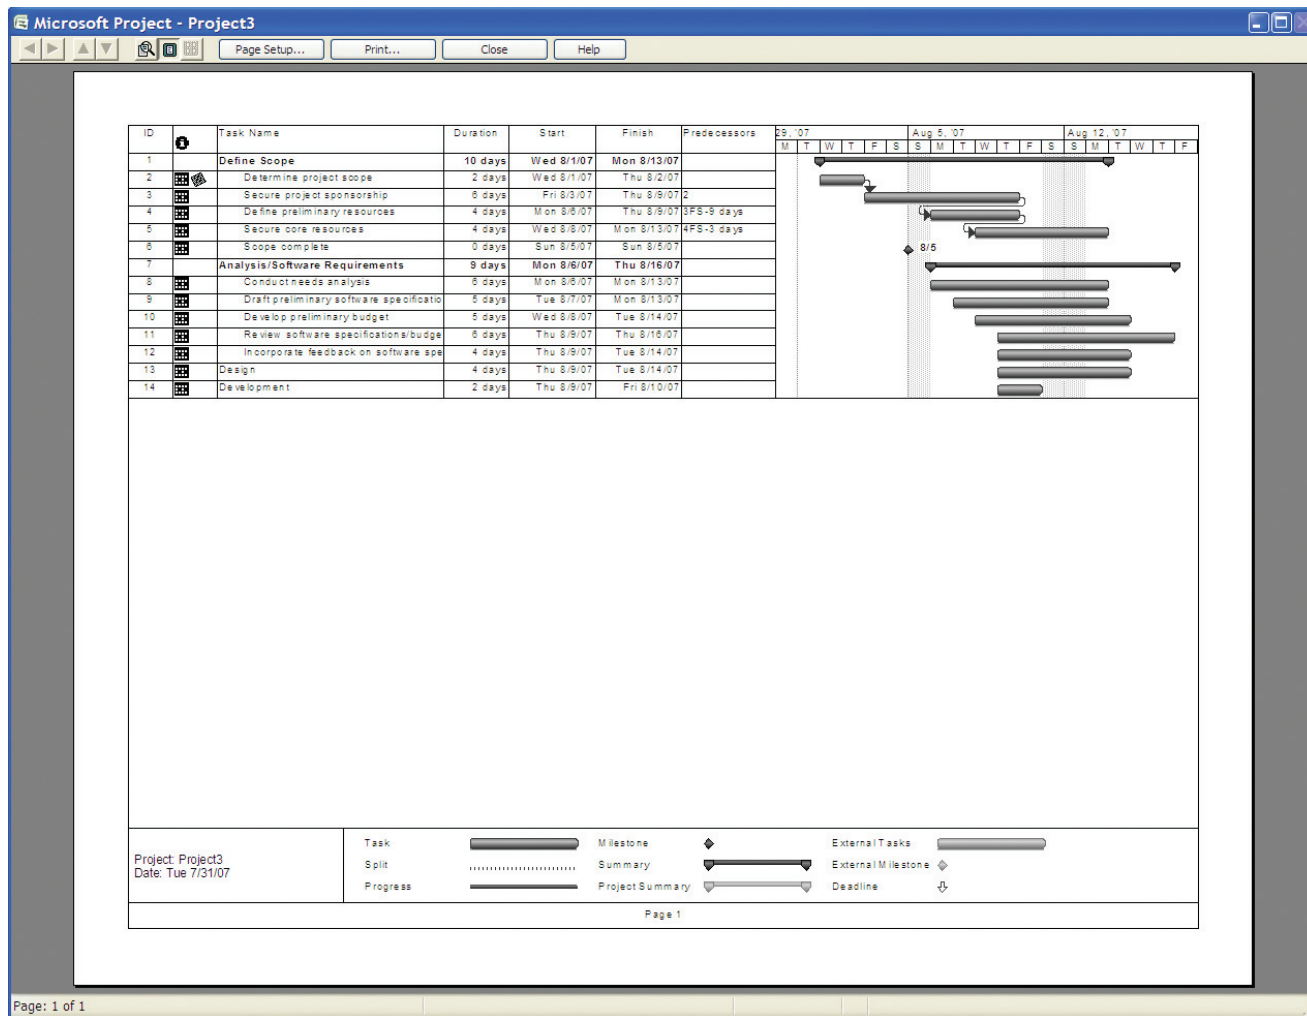 Microsoft Project - Project3
Page Setup... Print... Close Help
ID Task Name Duration Start Finish Predecessors 29, '07 Aug 5, '07 Aug 12, '07
M T W T F S S M T W T F S S M T W T F
1 Define Scope 10 days Wed 8/1/07 Mon 8/13/07
2 Determine project scope 2 days Wed 8/1/07 Thu 8/2/07
3 Secure project sponsorship 6 days Fri 8/3/07 Thu 8/9/07 2
4 Define preliminary resources 4 days Mon 8/6/07 Thu 8/9/07 3FS-9 days
5 Secure core resources 4 days Wed 8/8/07 Mon 8/13/07 4FS-3 days
6 Scope complete 0 days Sun 8/5/07 Sun 8/5/07 8/5
7 Analysis/Software Requirements 9 days Mon 8/6/07 Thu 8/16/07
8 Conduct needs analysis 6 days Mon 8/6/07 Mon 8/13/07
9 Draft preliminary software specificatio 5 days Tue 8/7/07 Mon 8/13/07
10 Develop preliminary budget 5 days Wed 8/8/07 Tue 8/14/07
11 Review software specifications/budge 6 days Thu 8/9/07 Thu 8/16/07
12 Incorporate feedback on software spe 4 days Thu 8/9/07 Tue 8/14/07
13 Design 4 days Thu 8/9/07 Tue 8/14/07
14 Development 2 days Thu 8/9/07 Fri 8/10/07
Project: Project3
Date: Tue 7/31/07
Task Milestone External Tasks
Split Summary External Milestone
Progress Project Summary Deadline
Page 1
Page: 1 of 1